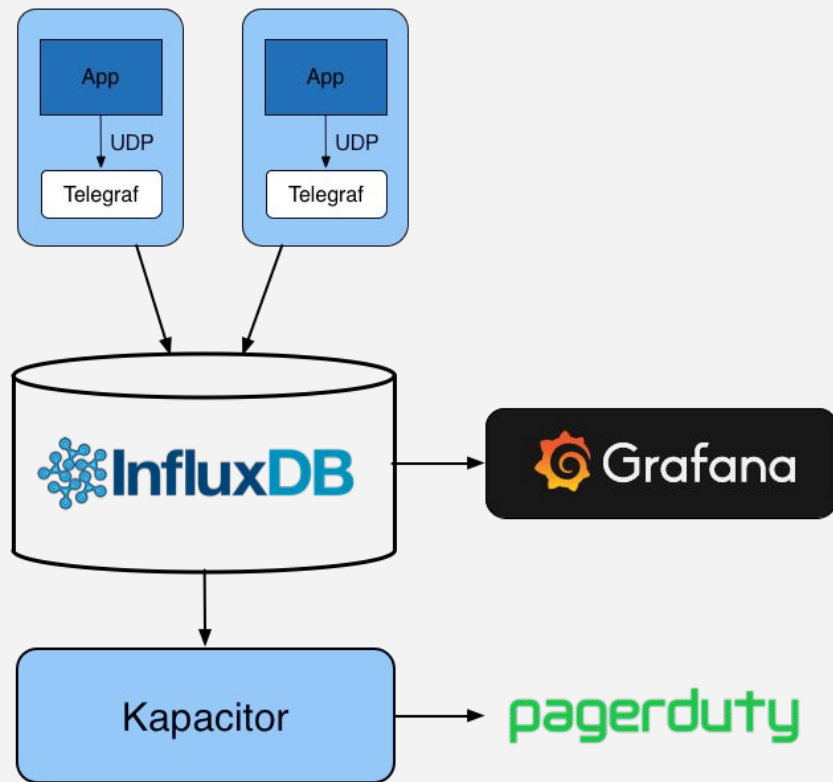 App
App
UDP
UDP
Telegraf
Telegraf
InfluxDB
Grafana
Kapacitor
pagerduty